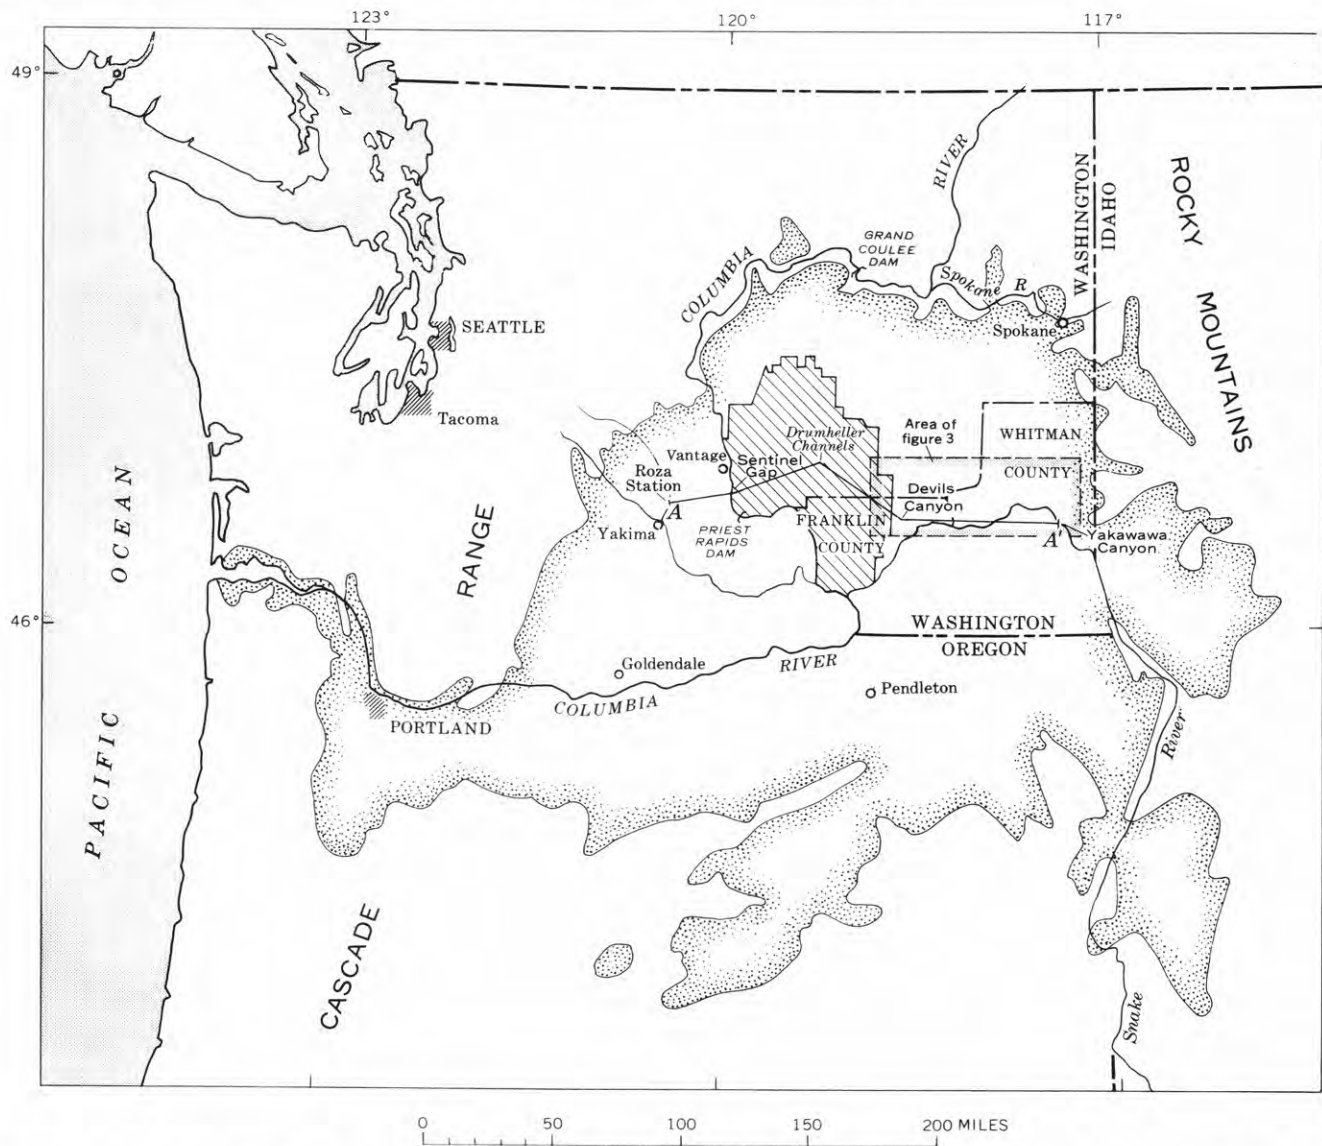 123°
120°
117°
49°
46°
ROCKY
MOUNTAINS
WASHINGTON
IDAHO
RIVER
GRAND
COULEE
DAM
COLUMBIA
Spokane R
Spokane
SEATTLE
Tacoma
Drumheller
Channels
Area of
figure 3
WHITMAN
COUNTY
Vantage
Sentinel
Gap
Roza
Station
Devils
Canyon
A
Yakima
PRIEST
RAPIDS
DAM
FRANKLIN
COUNTY
A'
Yakawawa
Canyon
PACIFIC OCEAN
CASCADE RANGE
WASHINGTON
OREGON
Goldendale
RIVER
COLUMBIA
Pendleton
PORTLAND
River
Snake
0 50 100 150 200 MILES